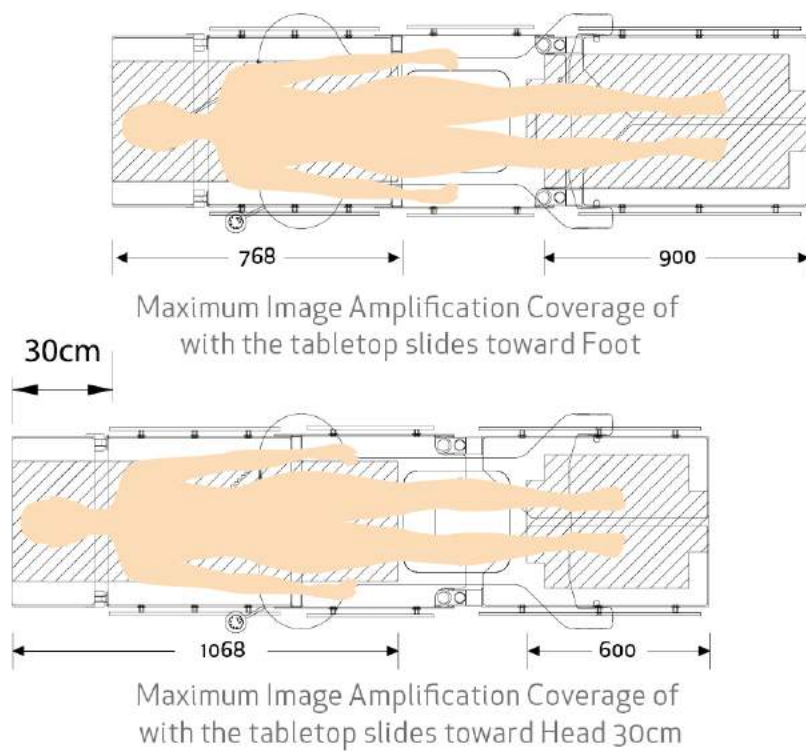 768
900
Maximum Image Amplification Coverage of
with the tabletop slides toward Foot
30cm
1068
600
Maximum Image Amplification Coverage of
with the tabletop slides toward Head 30cm